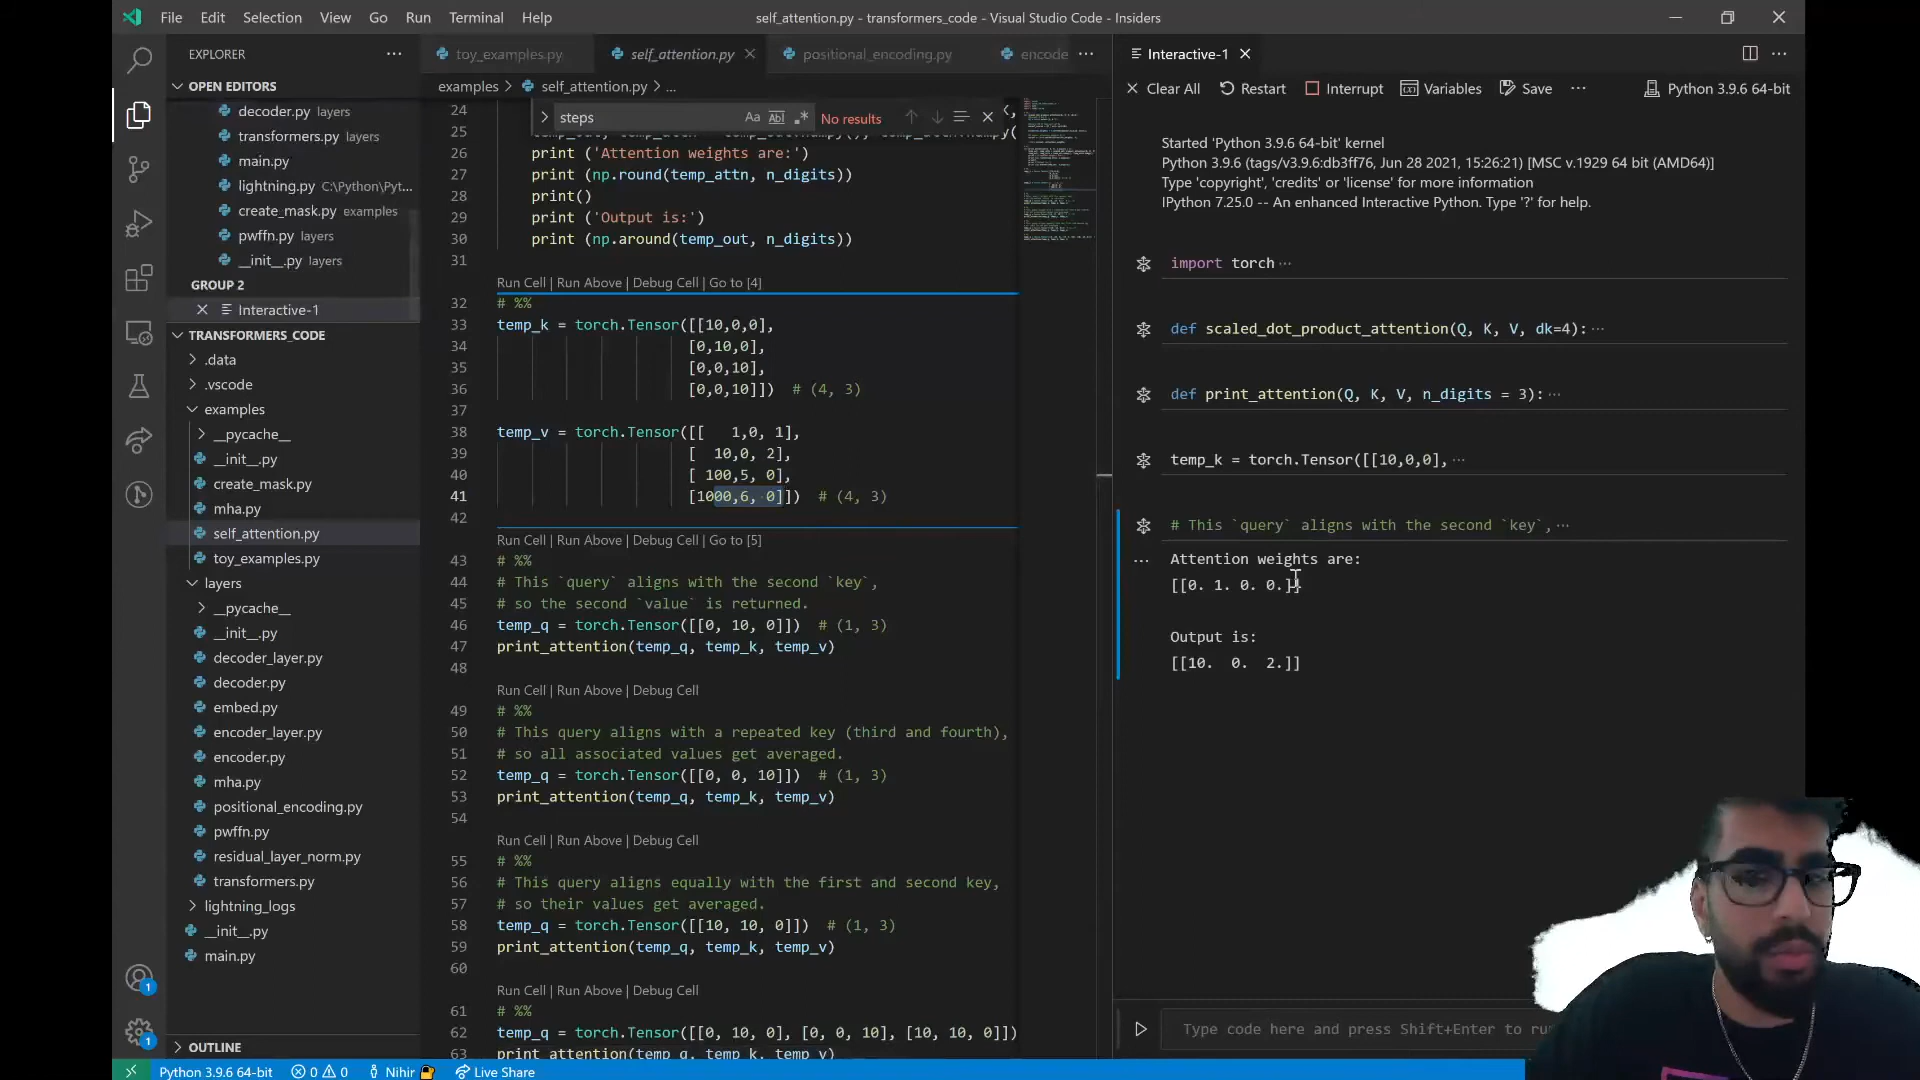 File Edit Selection View Go Run Terminal Help
self_attention.py - transformers_code - Visual Studio Code - Insiders
EXPLORER
OPEN EDITORS
decoder.py layers
transformers.py layers
main.py
lightning.py C:\Python\Pyt...
create_mask.py examples
pwffn.py layers
__init__.py layers
GROUP 2
Interactive-1
TRANSFORMERS_CODE
.data
.vscode
examples
__pycache__
__init__.py
create_mask.py
mha.py
self_attention.py
toy_examples.py
layers
__pycache__
__init__.py
decoder_layer.py
decoder.py
embed.py
encoder_layer.py
encoder.py
mha.py
positional_encoding.py
pwffn.py
residual_layer_norm.py
transformers.py
lightning_logs
__init__.py
main.py
OUTLINE
toy_examples.py self_attention.py positional_encoding.py encode
examples > self_attention.py > ...
steps Aa Abl .* No results
24
25
26 print ('Attention weights are:')
27 print (np.round(temp_attn, n_digits))
28 print()
29 print ('Output is:')
30 print (np.around(temp_out, n_digits))
31
Run Cell | Run Above | Debug Cell | Go to [4]
32 # %%
33 temp_k = torch.Tensor([[10,0,0],
34 [0,10,0],
35 [0,0,10],
36 [0,0,10]]) # (4, 3)
37
38 temp_v = torch.Tensor([[ 1,0, 1],
39 [ 10,0, 2],
40 [ 100,5, 0],
41 [1000,6, 0]]) # (4, 3)
42
Run Cell | Run Above | Debug Cell | Go to [5]
43 # %%
44 # This `query` aligns with the second `key`,
45 # so the second `value` is returned.
46 temp_q = torch.Tensor([[0, 10, 0]]) # (1, 3)
47 print_attention(temp_q, temp_k, temp_v)
48
Run Cell | Run Above | Debug Cell
49 # %%
50 # This query aligns with a repeated key (third and fourth),
51 # so all associated values get averaged.
52 temp_q = torch.Tensor([[0, 0, 10]]) # (1, 3)
53 print_attention(temp_q, temp_k, temp_v)
54
Run Cell | Run Above | Debug Cell
55 # %%
56 # This query aligns equally with the first and second key,
57 # so their values get averaged.
58 temp_q = torch.Tensor([[10, 10, 0]]) # (1, 3)
59 print_attention(temp_q, temp_k, temp_v)
60
Run Cell | Run Above | Debug Cell
61 # %%
62 temp_q = torch.Tensor([[0, 10, 0], [0, 0, 10], [10, 10, 0]])
63 print_attention(temp_q, temp_k, temp_v)
Interactive-1
Clear All Restart Interrupt Variables Save ... Python 3.9.6 64-bit
Started 'Python 3.9.6 64-bit' kernel
Python 3.9.6 (tags/v3.9.6:db3ff76, Jun 28 2021, 15:26:21) [MSC v.1929 64 bit (AMD64)]
Type 'copyright', 'credits' or 'license' for more information
IPython 7.25.0 -- An enhanced Interactive Python. Type '?' for help.
import torch...
def scaled_dot_product_attention(Q, K, V, dk=4):...
def print_attention(Q, K, V, n_digits = 3):...
temp_k = torch.Tensor([[10,0,0],...
# This `query` aligns with the second `key`,...
Attention weights are:
[[0. 1. 0. 0.]]
Output is:
[[10. 0. 2.]]
Type code here and press Shift+Enter to ru
1
1
Python 3.9.6 64-bit 0 0 Nihir Live Share